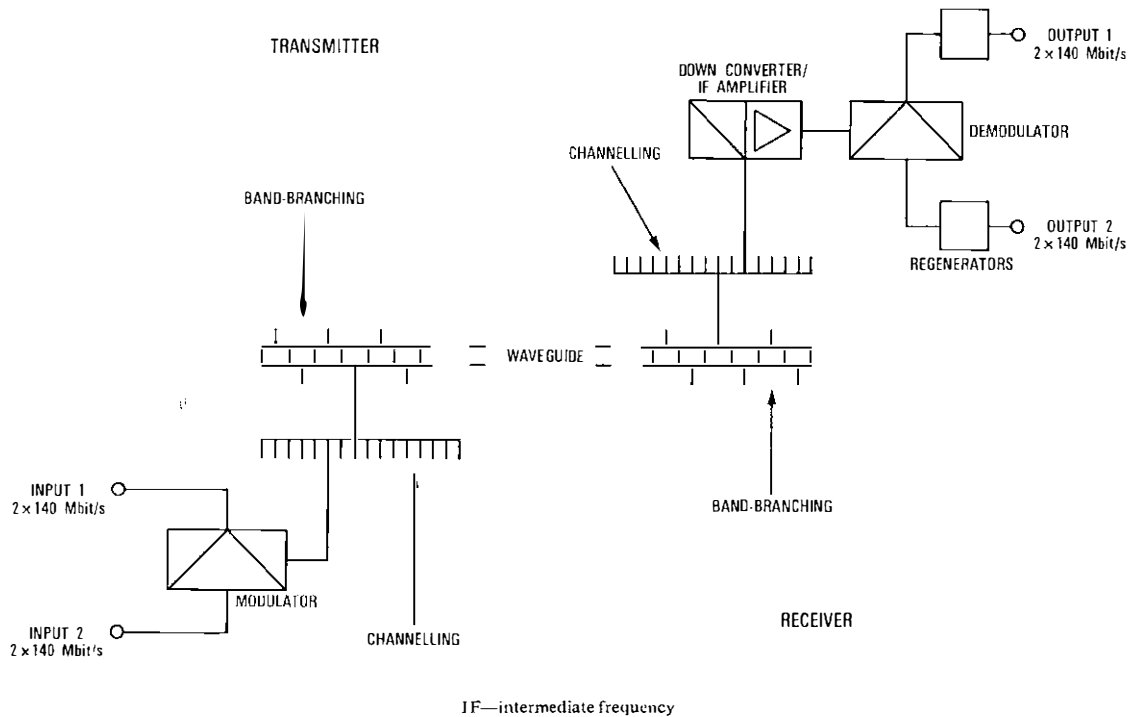 TRANSMITTER
OUTPUT 1
2 × 140 Mbit/s
DOWN CONVERTER/
IF AMPLIFIER
DEMODULATOR
CHANNELLING
BAND-BRANCHING
OUTPUT 2
2 × 140 Mbit/s
REGENERATORS
WAVEGUIDE
INPUT 1
2 × 140 Mbit/s
BAND-BRANCHING
MODULATOR
RECEIVER
INPUT 2
2 × 140 Mbit/s
CHANNELLING
IF—intermediate frequency